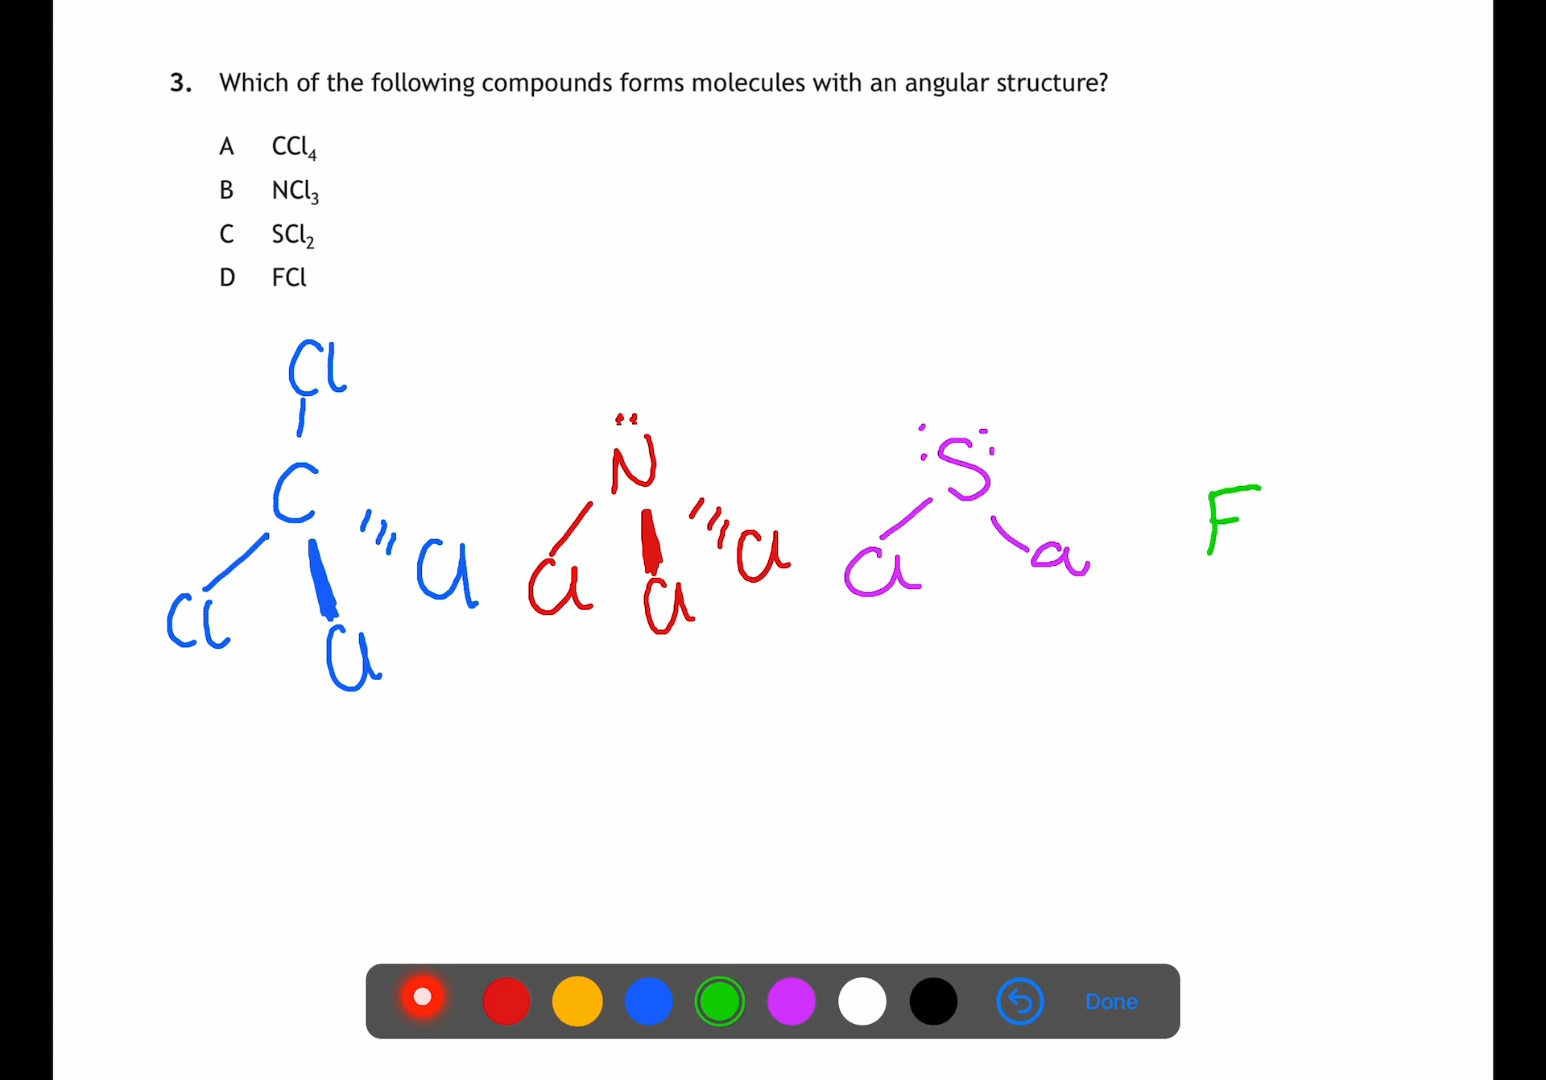 3. Which of the following compounds forms molecules with an angular structure?
A CCl₄
B NCl₃
C SCl₂
D FCl
Cl
C
Cl
Cl
Cl
N
Cl
Cl
Cl
S
Cl
Cl
F
Done